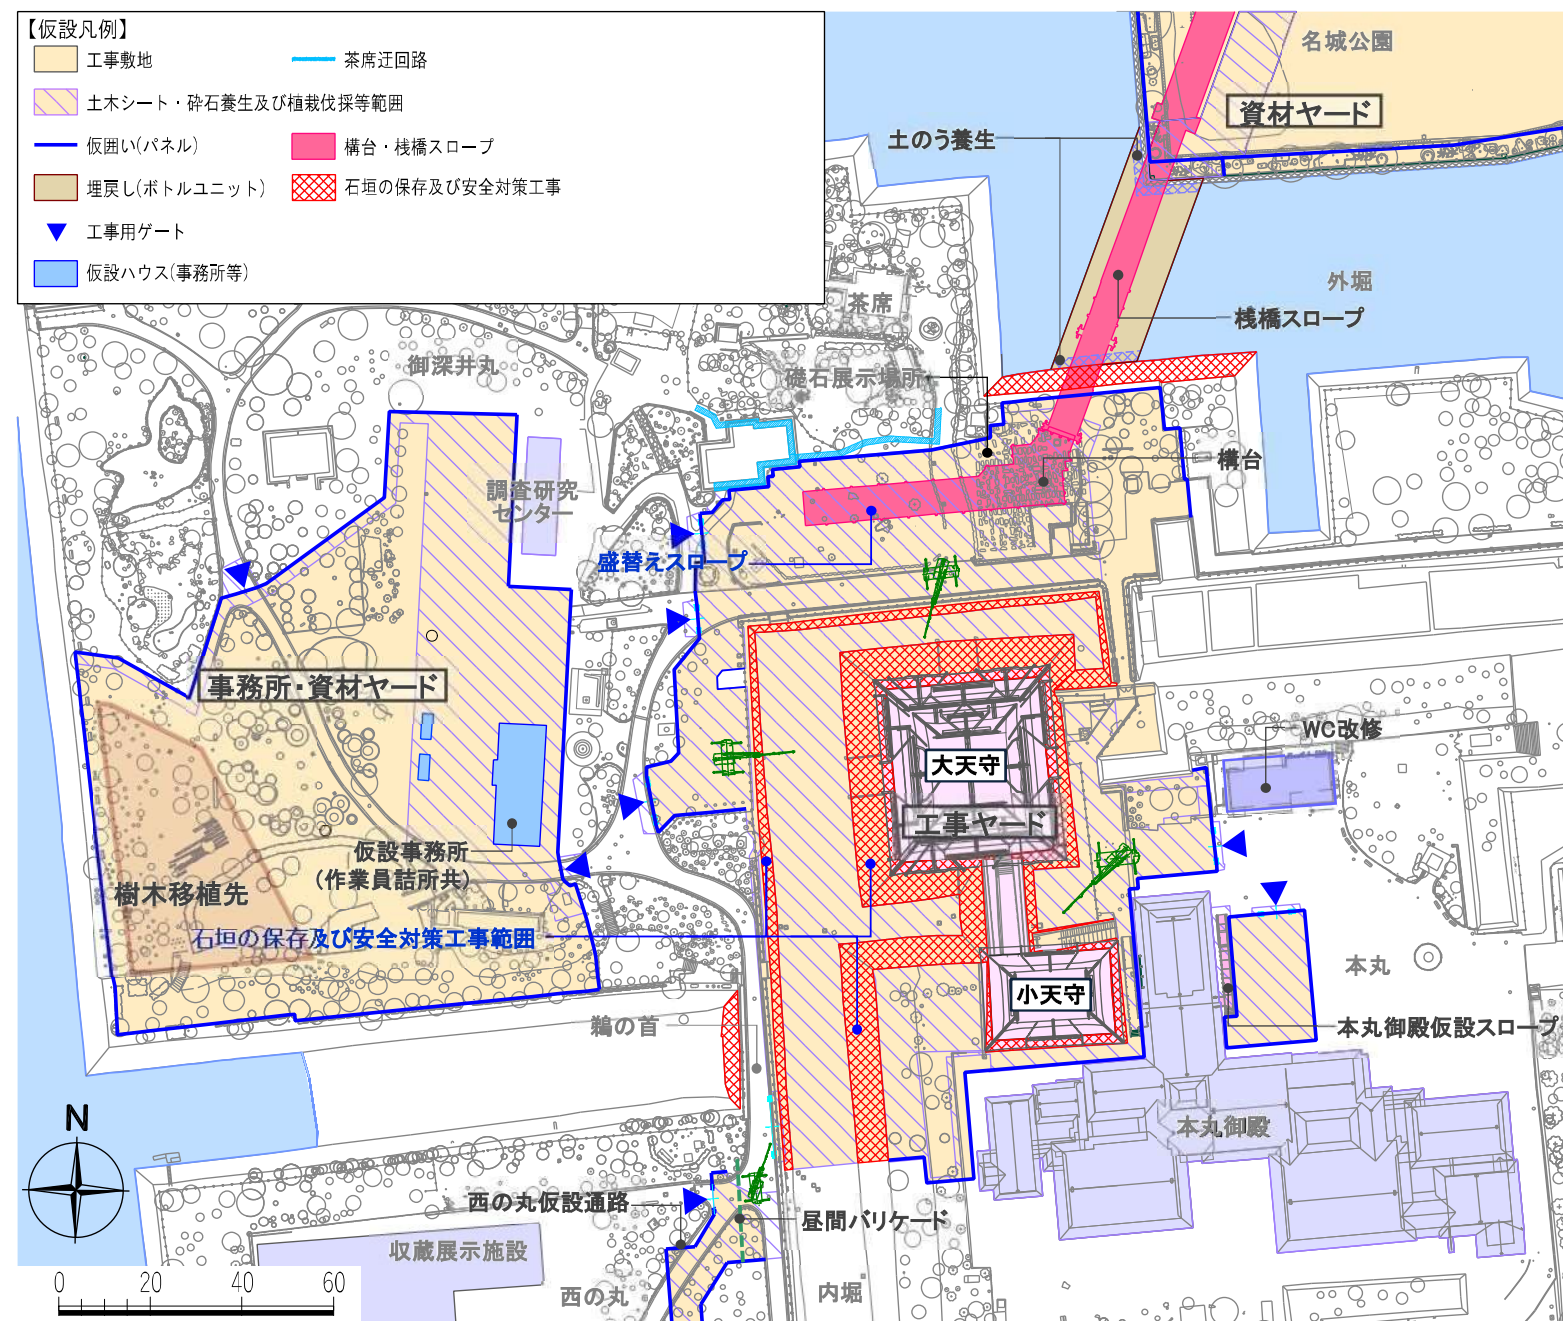 【仮設凡例】
工事敷地
茶席迂回路
土木シート・砕石養生及び植栽伐採等範囲
仮囲い(パネル)
構台・桟橋スロープ
埋戻し(ボトルユニット)
石垣の保存及び安全対策工事
工事用ゲート
仮設ハウス(事務所等)
名城公園
資材ヤード
土のう養生
外堀
桟橋スロープ
茶席
御深井丸
礎石展示場所
構台
調査研究
センター
盛替えスロープ
事務所・資材ヤード
WC改修
大天守
工事ヤード
仮設事務所
(作業員詰所共)
樹木移植先
石垣の保存及び安全対策工事範囲
本丸
小天守
鵜の首
本丸御殿仮設スロープ
N
本丸御殿
西の丸仮設通路
昼間バリケード
収蔵展示施設
西の丸
内堀
0 20 40 60